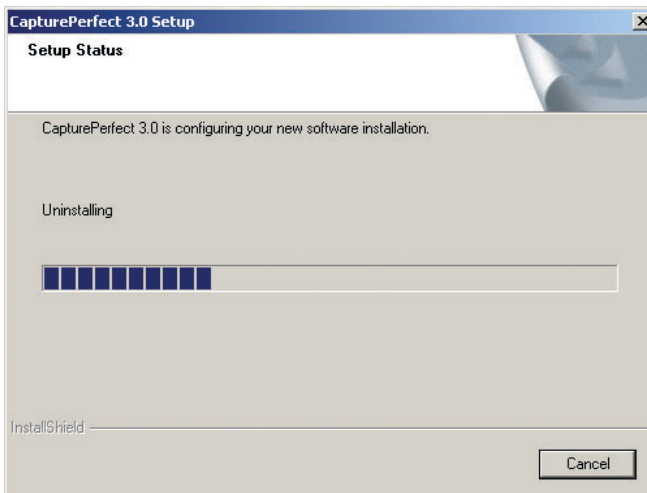 CapturePerfect 3.0 Setup
Setup Status
CapturePerfect 3.0 is configuring your new software installation.
Uninstalling
InstallShield
Cancel